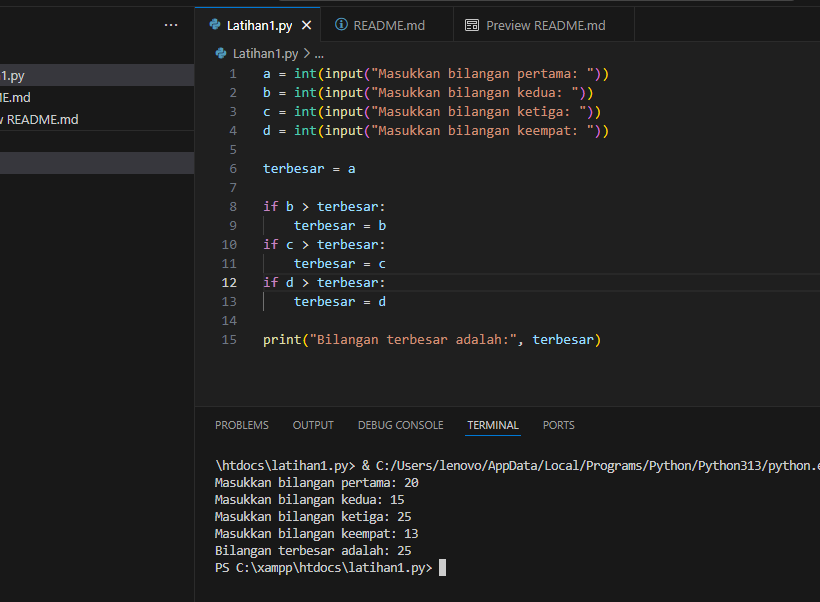 Latihan1.py
README.md
Preview README.md
1.py
README.md
Latihan1.py > ...
1 a = int(input("Masukkan bilangan pertama: "))
2 b = int(input("Masukkan bilangan kedua: "))
3 c = int(input("Masukkan bilangan ketiga: "))
4 d = int(input("Masukkan bilangan keempat: "))
5
6 terbesar = a
7
8 if b > terbesar:
9     terbesar = b
10 if c > terbesar:
11     terbesar = c
12 if d > terbesar:
13     terbesar = d
14
15 print("Bilangan terbesar adalah:", terbesar)
PROBLEMS OUTPUT DEBUG CONSOLE TERMINAL PORTS
\htdocs\latihan1.py> & C:/Users/lenovo/AppData/Local/Programs/Python/Python313/python.e
Masukkan bilangan pertama: 20
Masukkan bilangan kedua: 15
Masukkan bilangan ketiga: 25
Masukkan bilangan keempat: 13
Bilangan terbesar adalah: 25
PS C:\xampp\htdocs\latihan1.py>